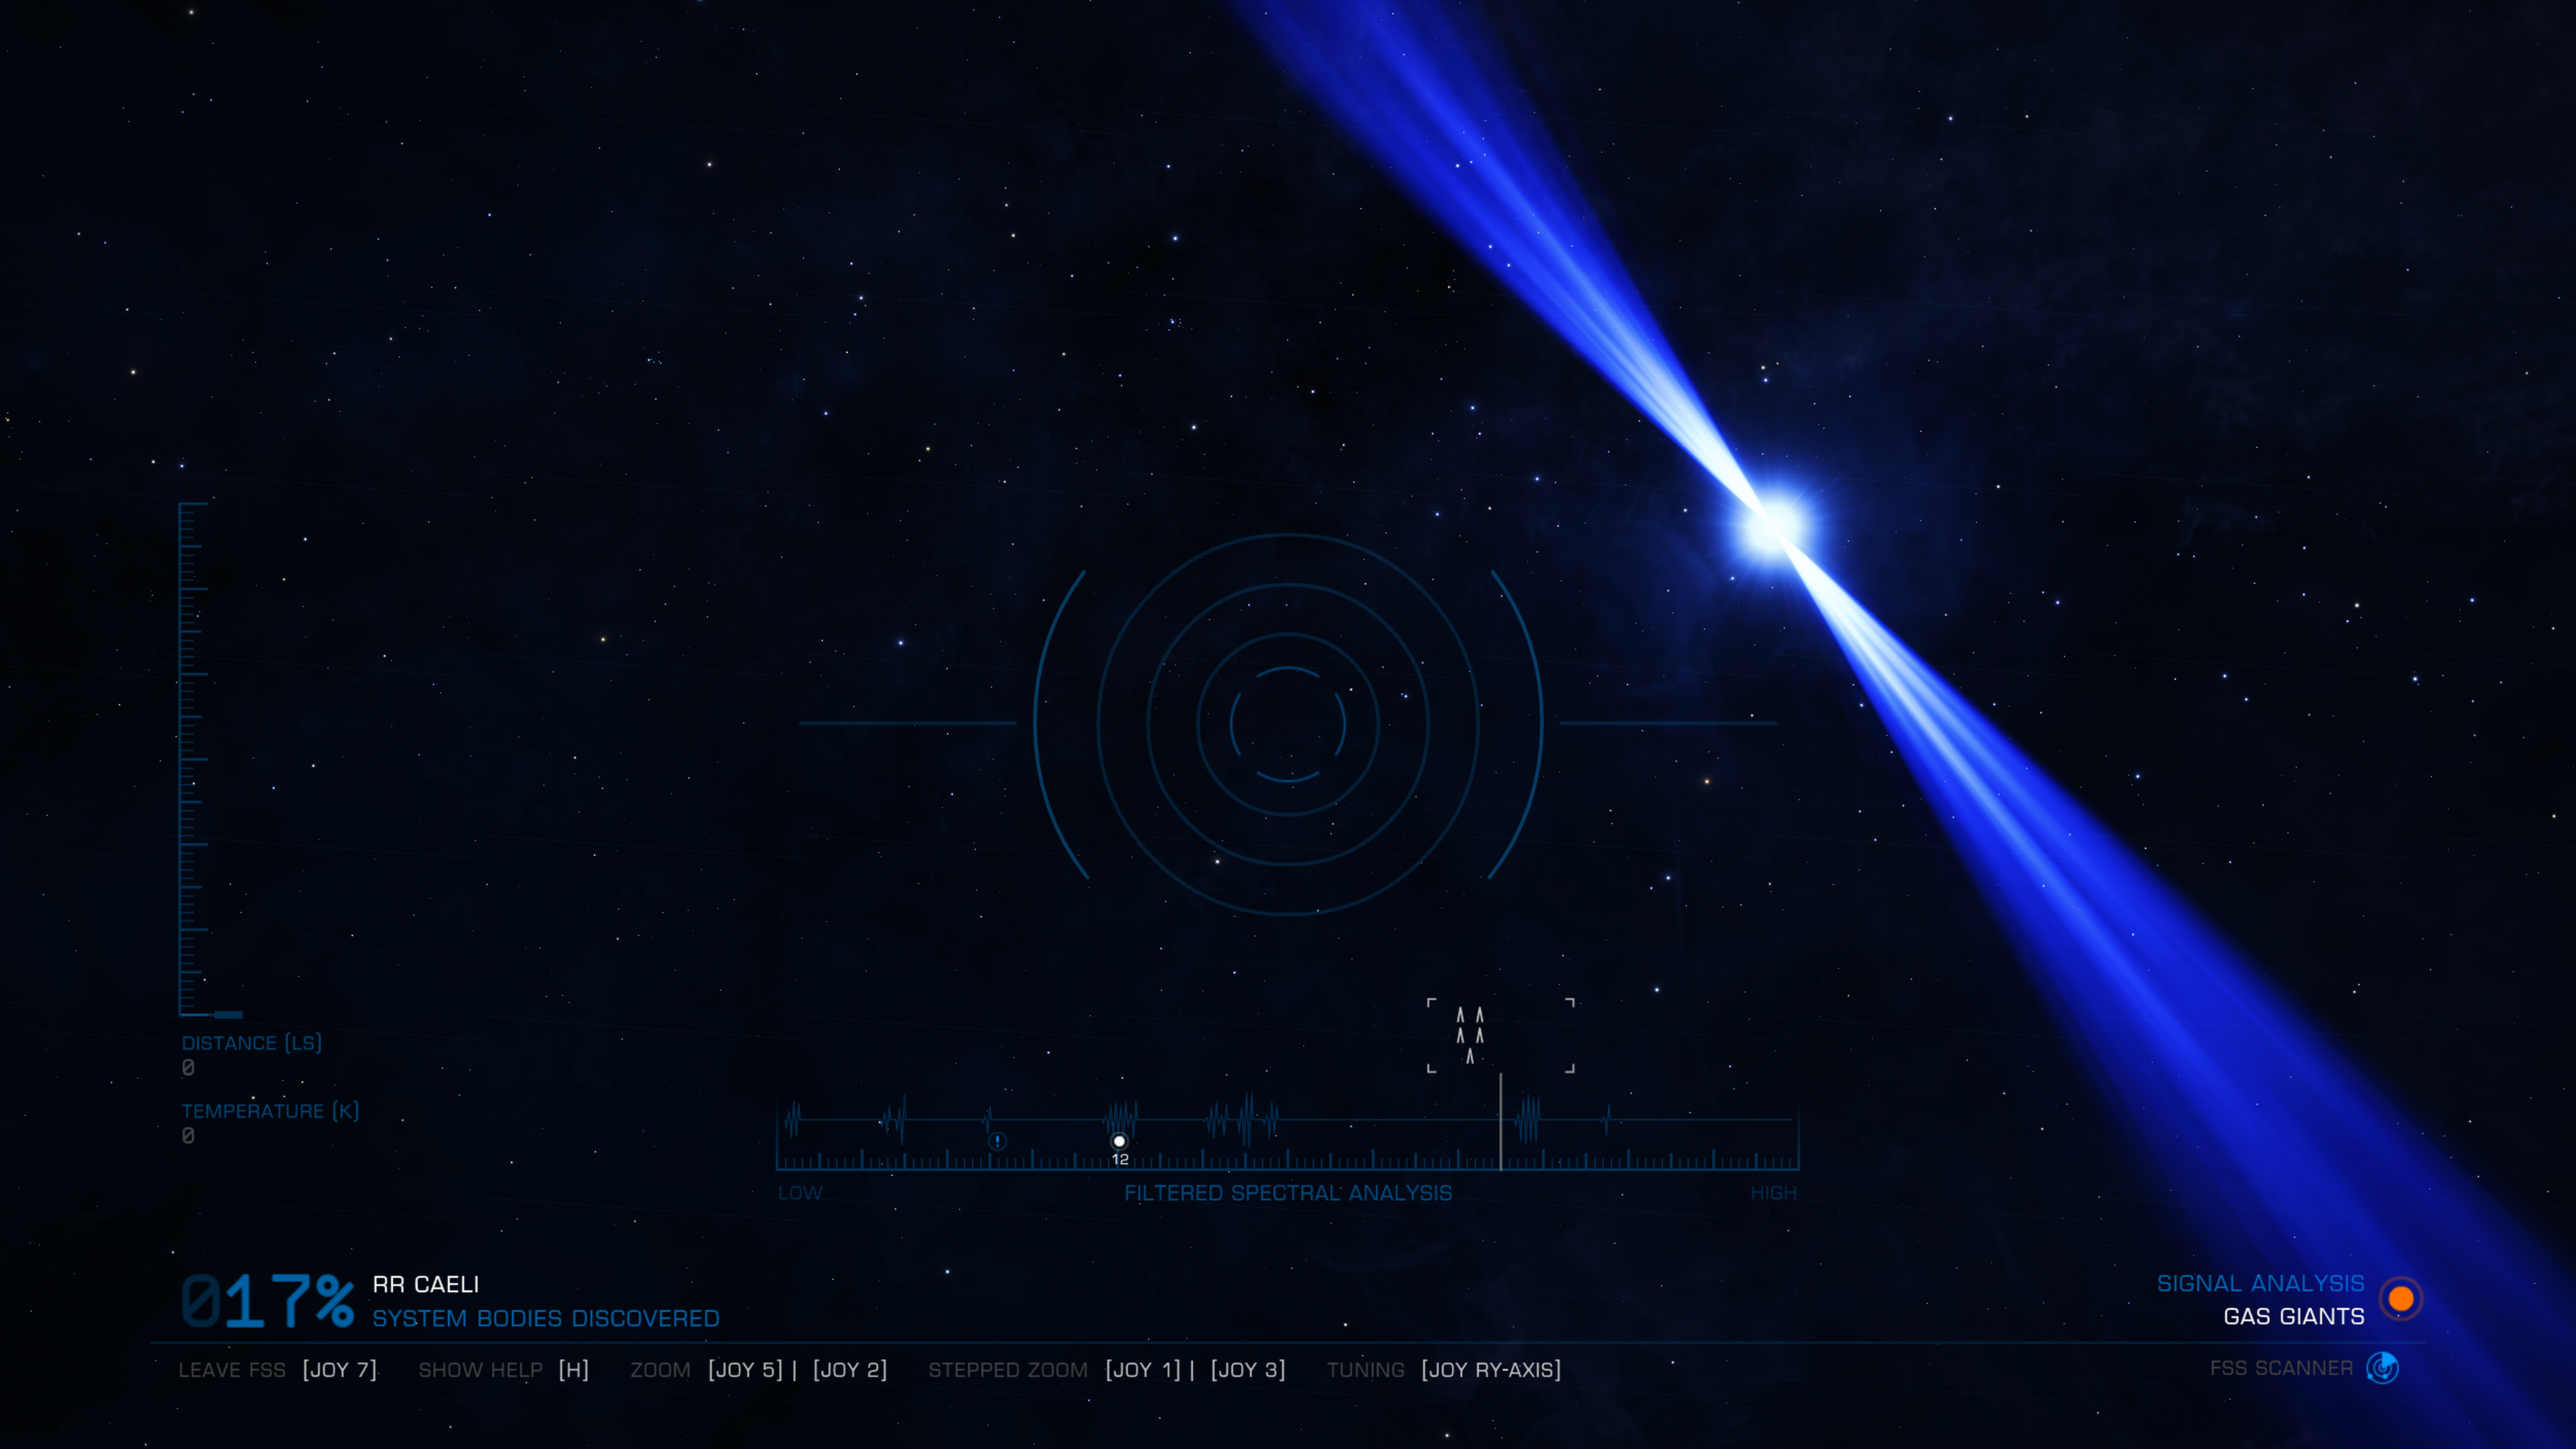 DISTANCE (LS)
0
TEMPERATURE (K)
0
!
12
LOW FILTERED SPECTRAL ANALYSIS HIGH
017% RR CAELI
SYSTEM BODIES DISCOVERED
SIGNAL ANALYSIS
GAS GIANTS
LEAVE FSS [JOY 7] SHOW HELP [H] ZOOM [JOY 5] | [JOY 2] STEPPED ZOOM [JOY 1] | [JOY 3] TUNING [JOY RY-AXIS] FSS SCANNER